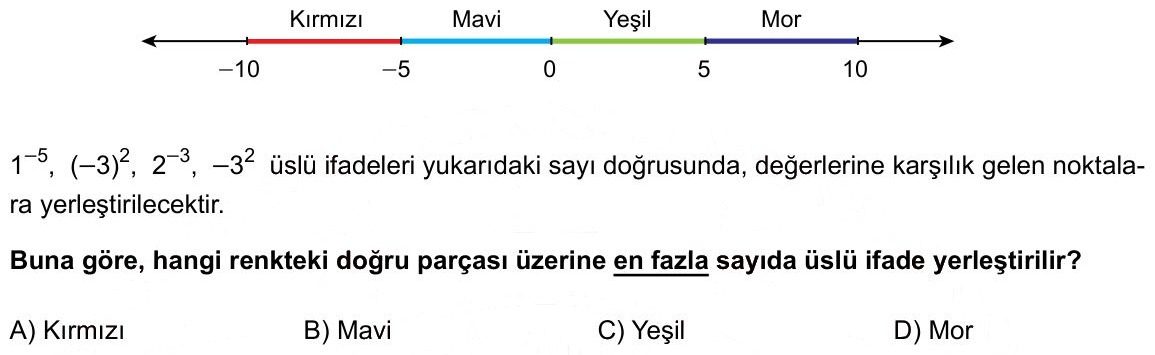 Kırmızı Mavi Yeşil Mor
−10 −5 0 5 10
1⁻⁵, (−3)², 2⁻³, −3² üslü ifadeleri yukarıdaki sayı doğrusunda, değerlerine karşılık gelen noktala-
ra yerleştirilecektir.
Buna göre, hangi renkteki doğru parçası üzerine en fazla sayıda üslü ifade yerleştirilir?
A) Kırmızı B) Mavi C) Yeşil D) Mor